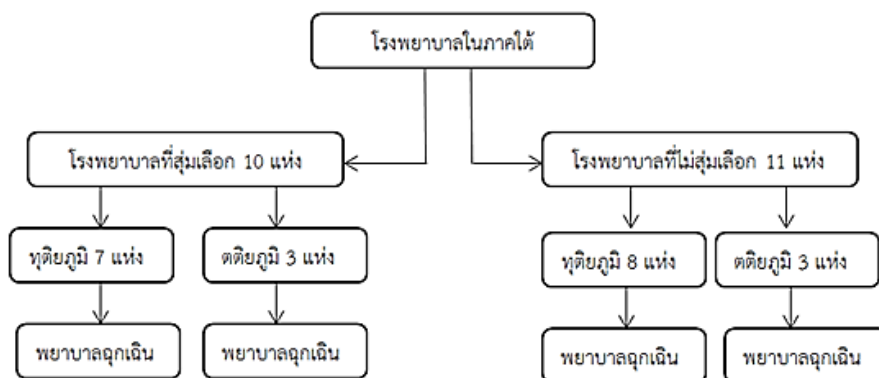 โรงพยาบาลในภาคใต้
โรงพยาบาลที่สุ่มเลือก 10 แห่ง
โรงพยาบาลที่ไม่สุ่มเลือก 11 แห่ง
ทุติยภูมิ 7 แห่ง
ตติยภูมิ 3 แห่ง
ทุติยภูมิ 8 แห่ง
ตติยภูมิ 3 แห่ง
พยาบาลฉุกเฉิน
พยาบาลฉุกเฉิน
พยาบาลฉุกเฉิน
พยาบาลฉุกเฉิน